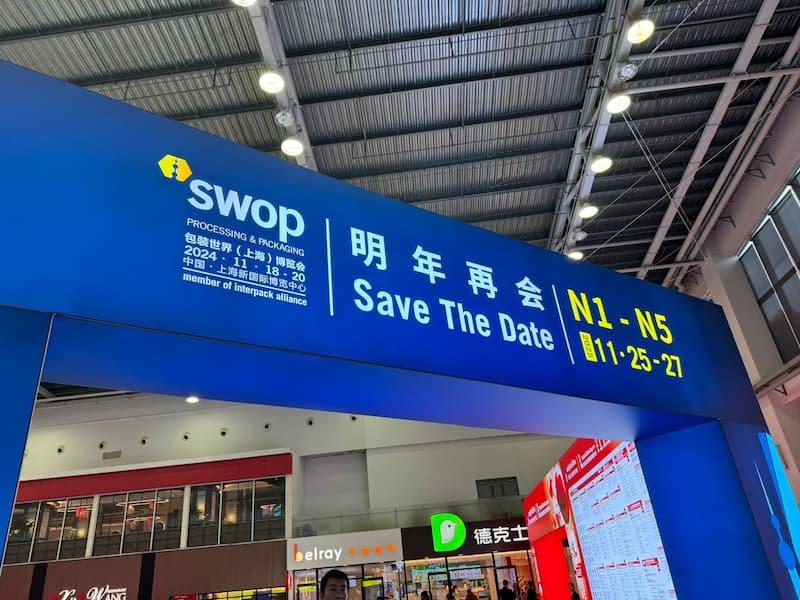 swop
PROCESSING & PACKAGING
包装世界（上海）博览会
2024 · 11 · 18-20
中国 · 上海新国际博览中心
member of interpack alliance
明年再会
Save The Date
N1 - N5
11·25-27
belray
德克士
WANG